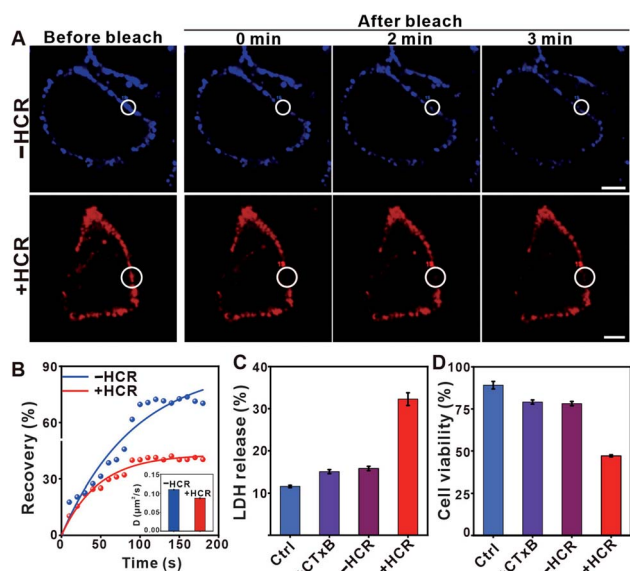 After bleach
A Before bleach 0 min 2 min 3 min
−HCR
+HCR
B
−HCR
+HCR
Recovery (%)
90
60
30
0
0 50 100 150 200
Time (s)
D (μm²/s)
0.15
0.10
0.05
0.00
−HCR
+HCR
C
LDH release (%)
40
30
20
10
Ctrl
CTxB
−HCR
+HCR
D
Cell viability (%)
100
75
50
25
0
Ctrl
CTxB
−HCR
+HCR